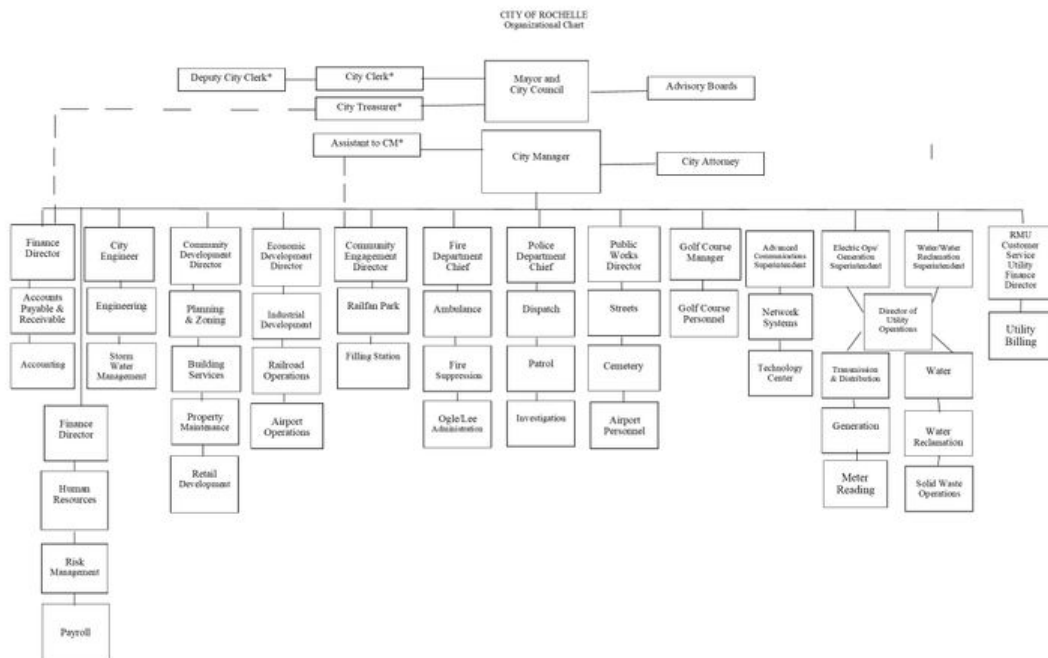 CITY OF ROCHELLE
Organizational Chart
Deputy City Clerk*
City Clerk*
Mayor and
City Council
Advisory Boards
City Treasurer*
Assistant to CM*
City Manager
City Attorney
Finance
Director
City
Engineer
Community
Development
Director
Economic
Development
Director
Community
Engagement
Director
Fire
Department
Chief
Police
Department
Chief
Public
Works
Director
Golf Course
Manager
Advanced
Communications
Superintendent
Electric Ops/
Generation
Superintendent
Water/Water
Reclamation
Superintendent
RMU
Customer
Service
Utility
Finance
Director
Accounts
Payable &
Receivable
Engineering
Planning
& Zoning
Industrial
Development
Railfan Park
Ambulance
Dispatch
Streets
Golf Course
Personnel
Network
Systems
Director of
Utility
Operations
Utility
Billing
Accounting
Storm
Water
Management
Building
Services
Railroad
Operations
Filling Station
Fire
Suppression
Patrol
Cemetery
Technology
Center
Transmission
& Distribution
Water
Finance
Director
Property
Maintenance
Airport
Operations
Ogle/Lee
Administration
Investigation
Airport
Personnel
Generation
Water
Reclamation
Human
Resources
Retail
Development
Meter
Reading
Solid Waste
Operations
Risk
Management
Payroll